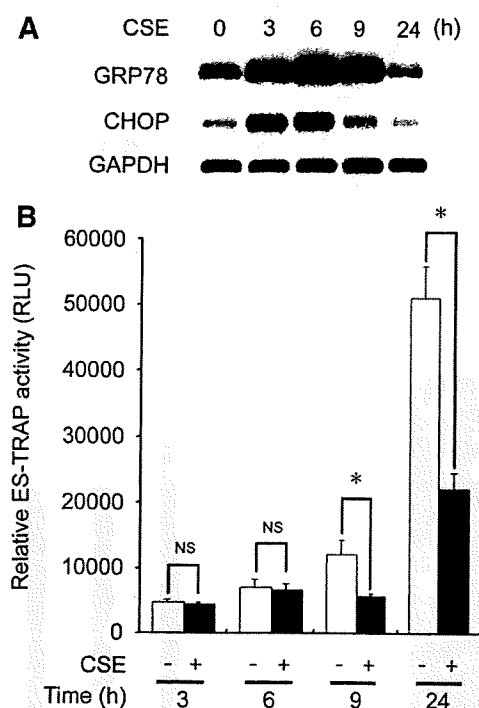 A CSE 0 3 6 9 24 (h)
GRP78
CHOP
GAPDH
B
Relative ES-TRAP activity (RLU)
60000
50000
40000
30000
20000
10000
0
NS
NS
*
*
CSE - + - + - + - +
Time (h) 3 6 9 24